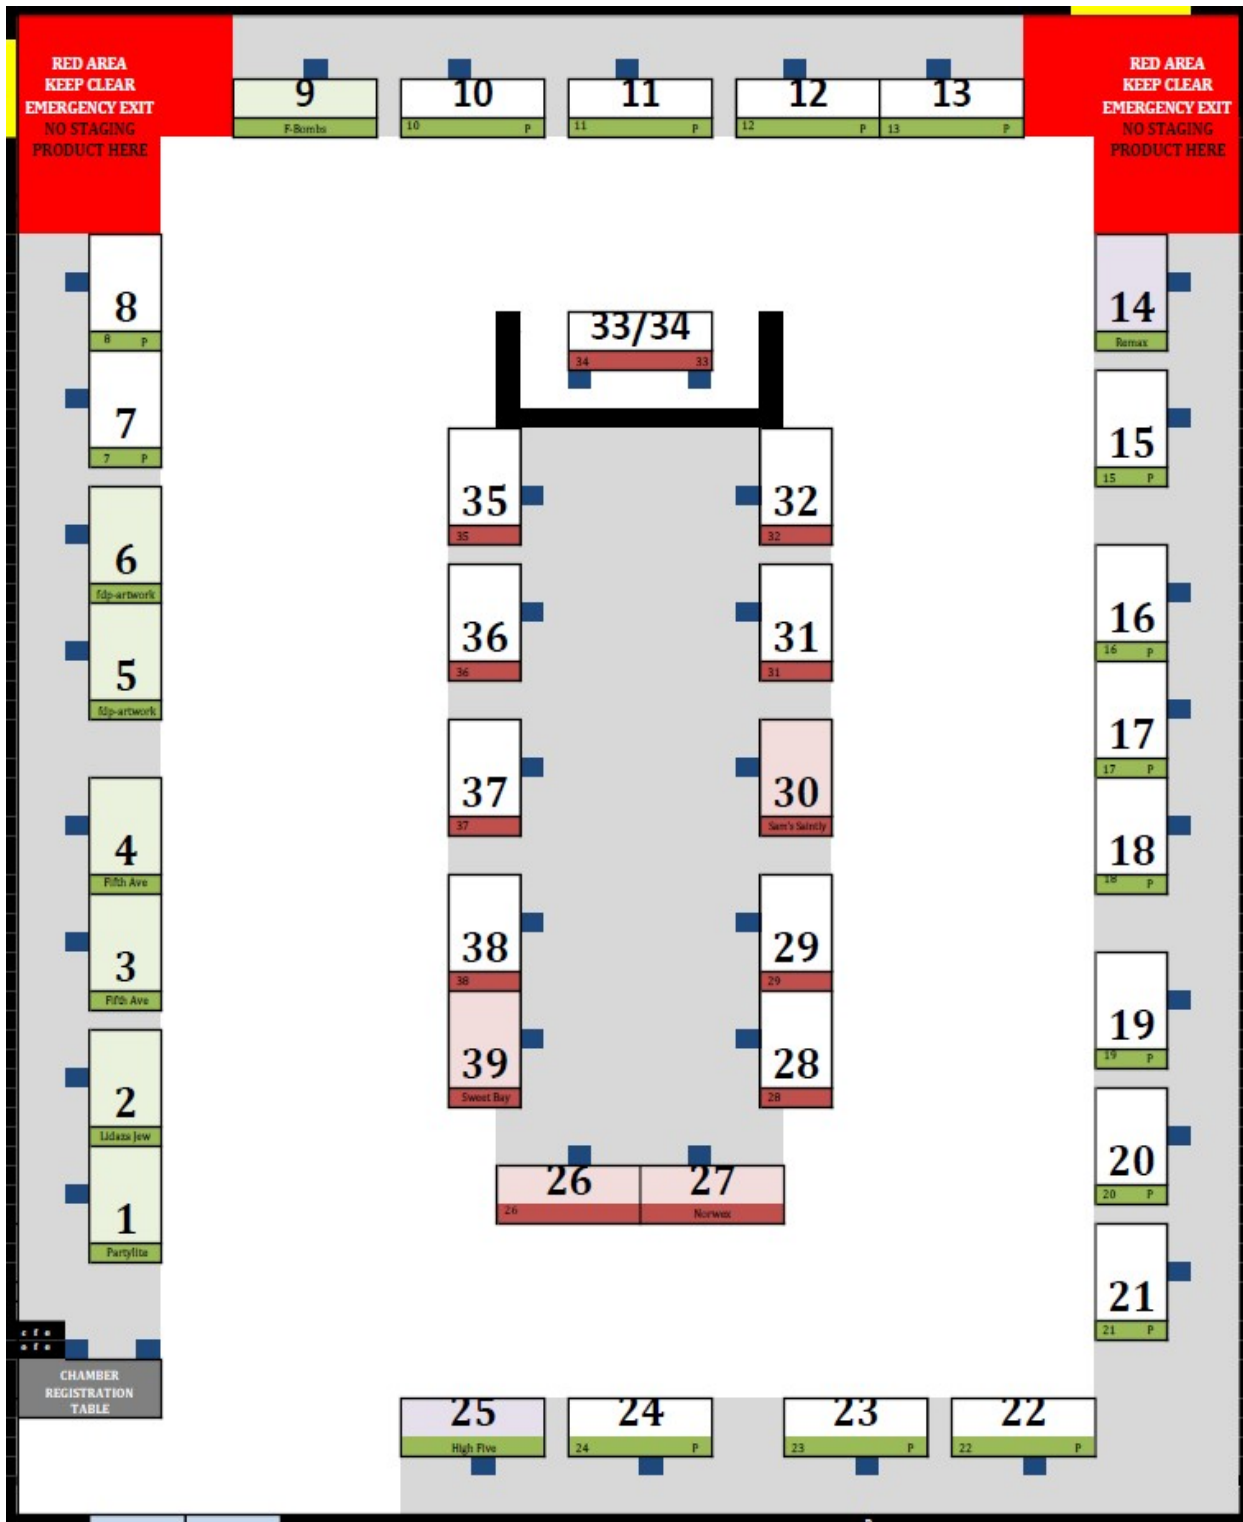 RED AREA
KEEP CLEAR
EMERGENCY EXIT
NO STAGING
PRODUCT HERE
9
F-Bombs
10
10 P
11
11 P
12
12 P
13
13 P
RED AREA
KEEP CLEAR
EMERGENCY EXIT
NO STAGING
PRODUCT HERE
8
8 P
7
7 P
6
fdp-artwork
5
fdp-artwork
4
Fifth Ave
3
Fifth Ave
2
Lidazs Jew
1
Partylite
c f e
o f e
CHAMBER
REGISTRATION
TABLE
33/34
34 33
35
35
36
36
37
37
38
38
39
Sweet Bay
32
32
31
31
30
Sam's Saintly
29
29
28
28
26
26
27
Norwex
14
Remax
15
15 P
16
16 P
17
17 P
18
18 P
19
19 P
20
20 P
21
21 P
25
High Five
24
24 P
23
23 P
22
22 P